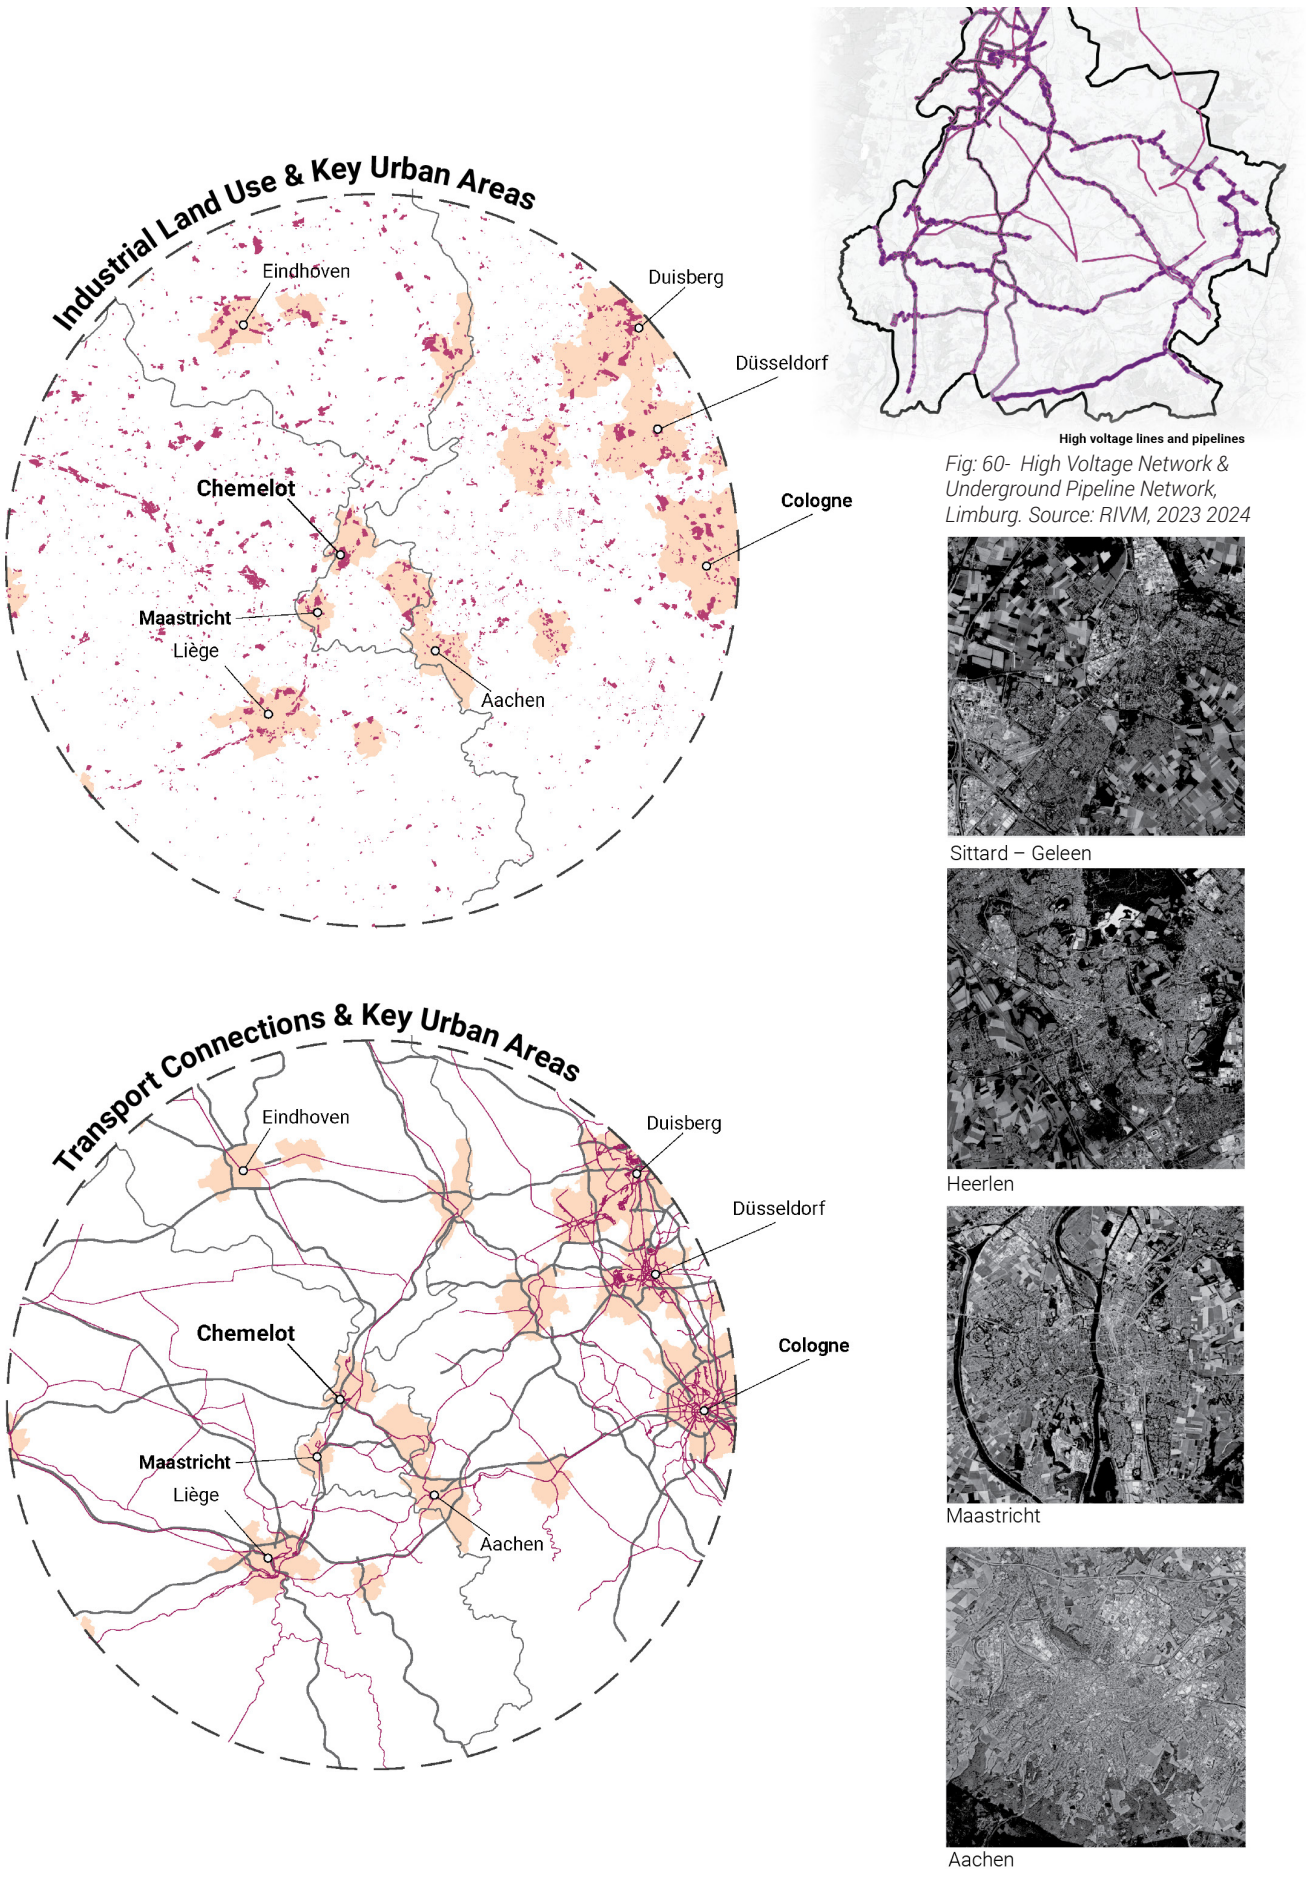 Industrial Land Use & Key Urban Areas
Eindhoven
Duisberg
Düsseldorf
Chemelot
Cologne
Maastricht
Liège
Aachen
Transport Connections & Key Urban Areas
Eindhoven
Duisberg
Düsseldorf
Chemelot
Cologne
Maastricht
Liège
Aachen
High voltage lines and pipelines
Fig: 60- High Voltage Network &
Underground Pipeline Network,
Limburg. Source: RIVM, 2023 2024
Sittard – Geleen
Heerlen
Maastricht
Aachen